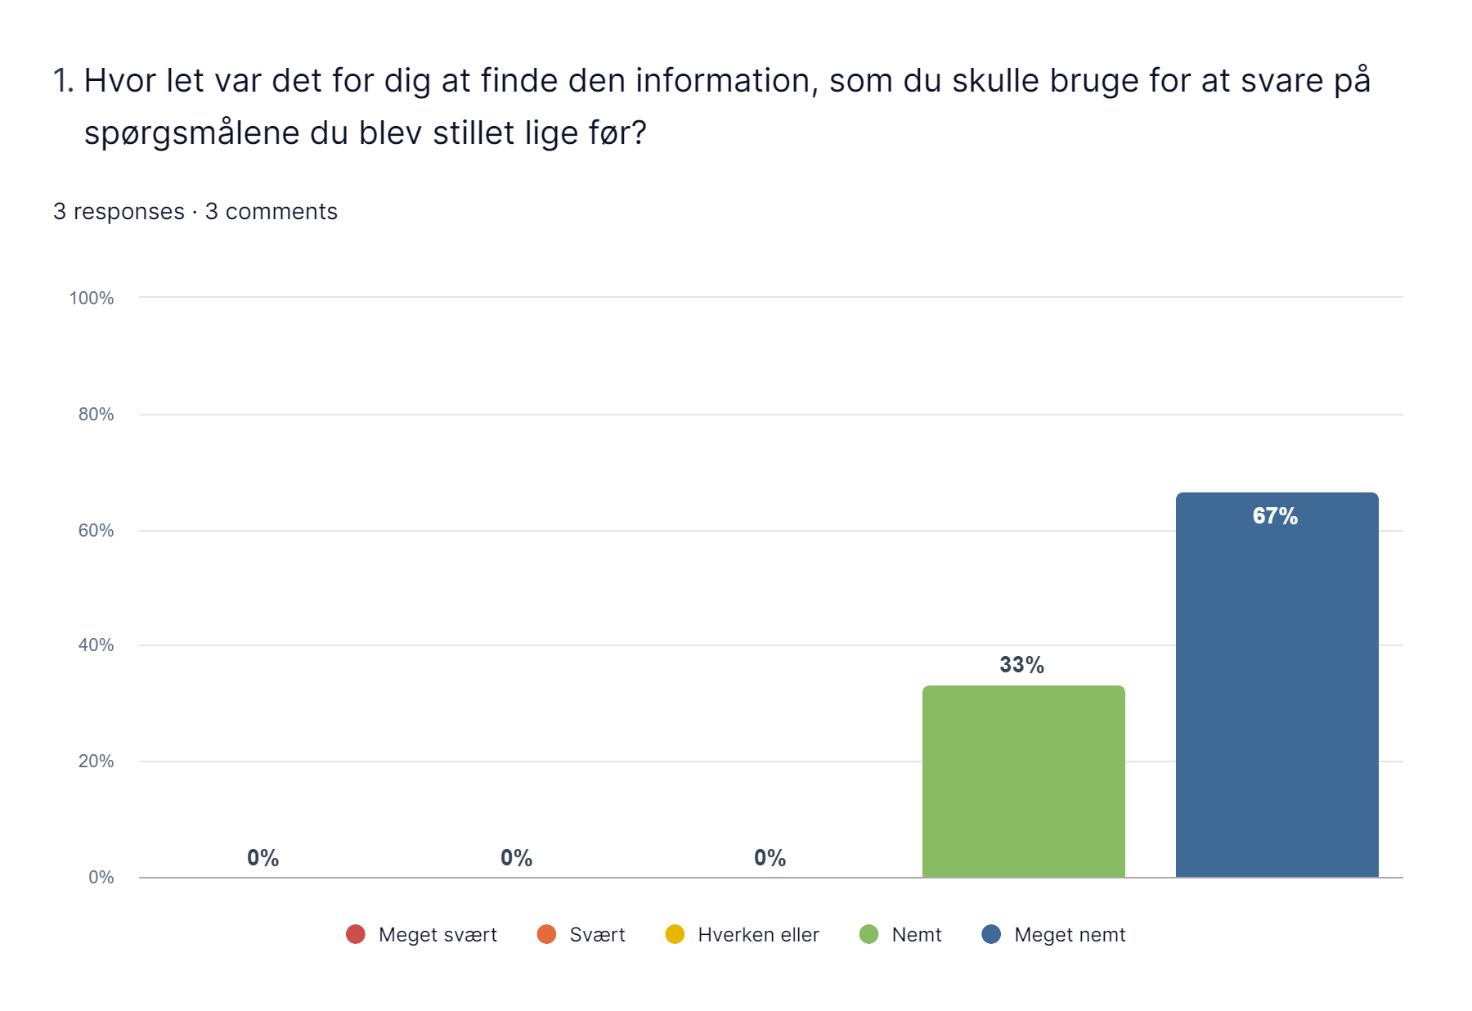 1. Hvor let var det for dig at finde den information, som du skulle bruge for at svare på
spørgsmålene du blev stillet lige før?
3 responses · 3 comments
100%
80%
60%
40%
20%
0%
0%
0%
0%
33%
67%
Meget svært
Svært
Hverken eller
Nemt
Meget nemt